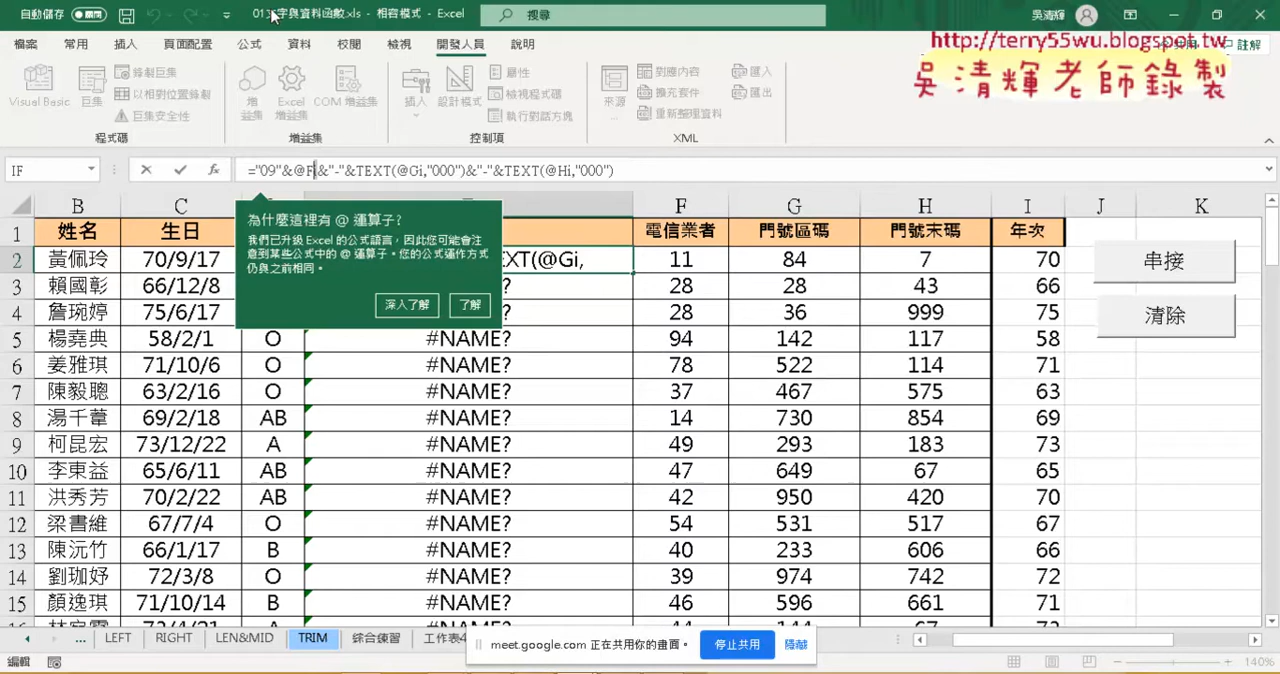 自動儲存
01文字與資料函數.xls - 相容模式 - Excel
搜尋
吳清輝
檔案 常用 插入 頁面配置 公式 資料 校閱 檢視 開發人員 說明
註解
http://terry55wu.blogspot.tw
吳清輝老師錄製
Visual Basic 巨集 錄製巨集 以相對位置錄製 巨集安全性
增益集 Excel 增益集 COM 增益集
插入 設計模式 屬性 檢視程式碼 執行對話方塊
來源 對應內容 擴充套件 重新整理資料 匯入 匯出
程式碼 增益集 控制項 XML
IF
="09"&@F&"-"&TEXT(@Gi,"000")&"-"&TEXT(@Hi,"000")
為什麼這裡有 @ 運算子?
我們已升級 Excel 的公式語言，因此您可能會注
意到某些公式中的 @ 運算子。您的公式運作方式
仍與之前相同。
深入了解 了解
B C F G H I J K
1 姓名 生日 電信業者 門號區碼 門號末碼 年次
2 黃佩玲 70/9/17 EXT(@Gi, 11 84 7 70
3 賴國彰 66/12/8 ? 28 28 43 66
4 詹琬婷 75/6/17 ? 28 36 999 75
5 楊堯典 58/2/1 O #NAME? 94 142 117 58
6 姜雅琪 71/10/6 O #NAME? 78 522 114 71
7 陳毅聰 63/2/16 O #NAME? 37 467 575 63
8 湯千葦 69/2/18 AB #NAME? 14 730 854 69
9 柯昆宏 73/12/22 A #NAME? 49 293 183 73
10 李東益 65/6/11 AB #NAME? 47 649 67 65
11 洪秀芳 70/2/22 AB #NAME? 42 950 420 70
12 梁書維 67/7/4 O #NAME? 54 531 517 67
13 陳沅竹 66/1/17 B #NAME? 40 233 606 66
14 劉珈妤 72/3/8 O #NAME? 39 974 742 72
15 顏逸琪 71/10/14 B #NAME? 46 596 661 71
串接
清除
... LEFT RIGHT LEN&MID TRIM 綜合練習 工作表4
meet.google.com 正在共用你的畫面。 停止共用 隱藏
編輯
140%